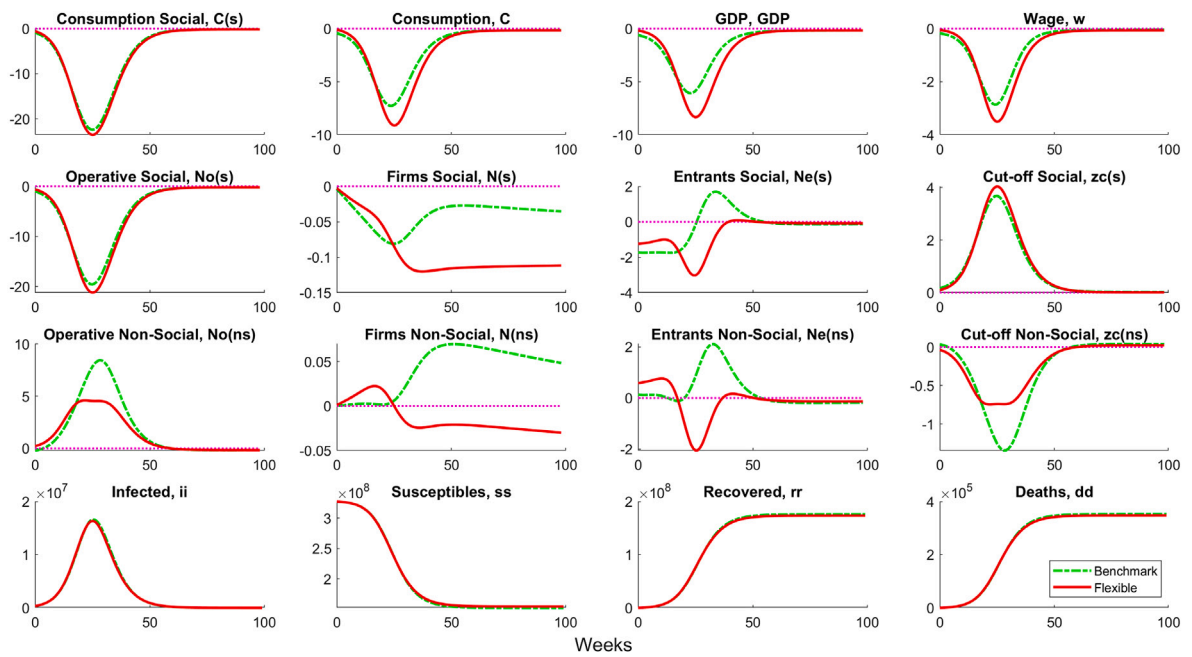 Consumption Social, C(s)
0
-10
-20
0 50 100
Consumption, C
0
-5
-10
0 50 100
GDP, GDP
0
-5
-10
0 50 100
Wage, w
0
-2
-4
0 50 100
Operative Social, No(s)
0
-10
-20
0 50 100
Firms Social, N(s)
0
-0.05
-0.1
-0.15
0 50 100
Entrants Social, Ne(s)
2
0
-2
-4
0 50 100
Cut-off Social, zc(s)
4
2
0
0 50 100
Operative Non-Social, No(ns)
10
5
0
0 50 100
Firms Non-Social, N(ns)
0.05
0
-0.05
0 50 100
Entrants Non-Social, Ne(ns)
2
0
-2
0 50 100
Cut-off Non-Social, zc(ns)
0
-0.5
-1
0 50 100
×10⁷
Infected, ii
2
1
0
0 50 100
×10⁸
Susceptibles, ss
3
2.5
2
0 50 100
×10⁸
Recovered, rr
2
1
0
0 50 100
×10⁵
Deaths, dd
4
2
0
0 50 100
Benchmark
Flexible
Weeks